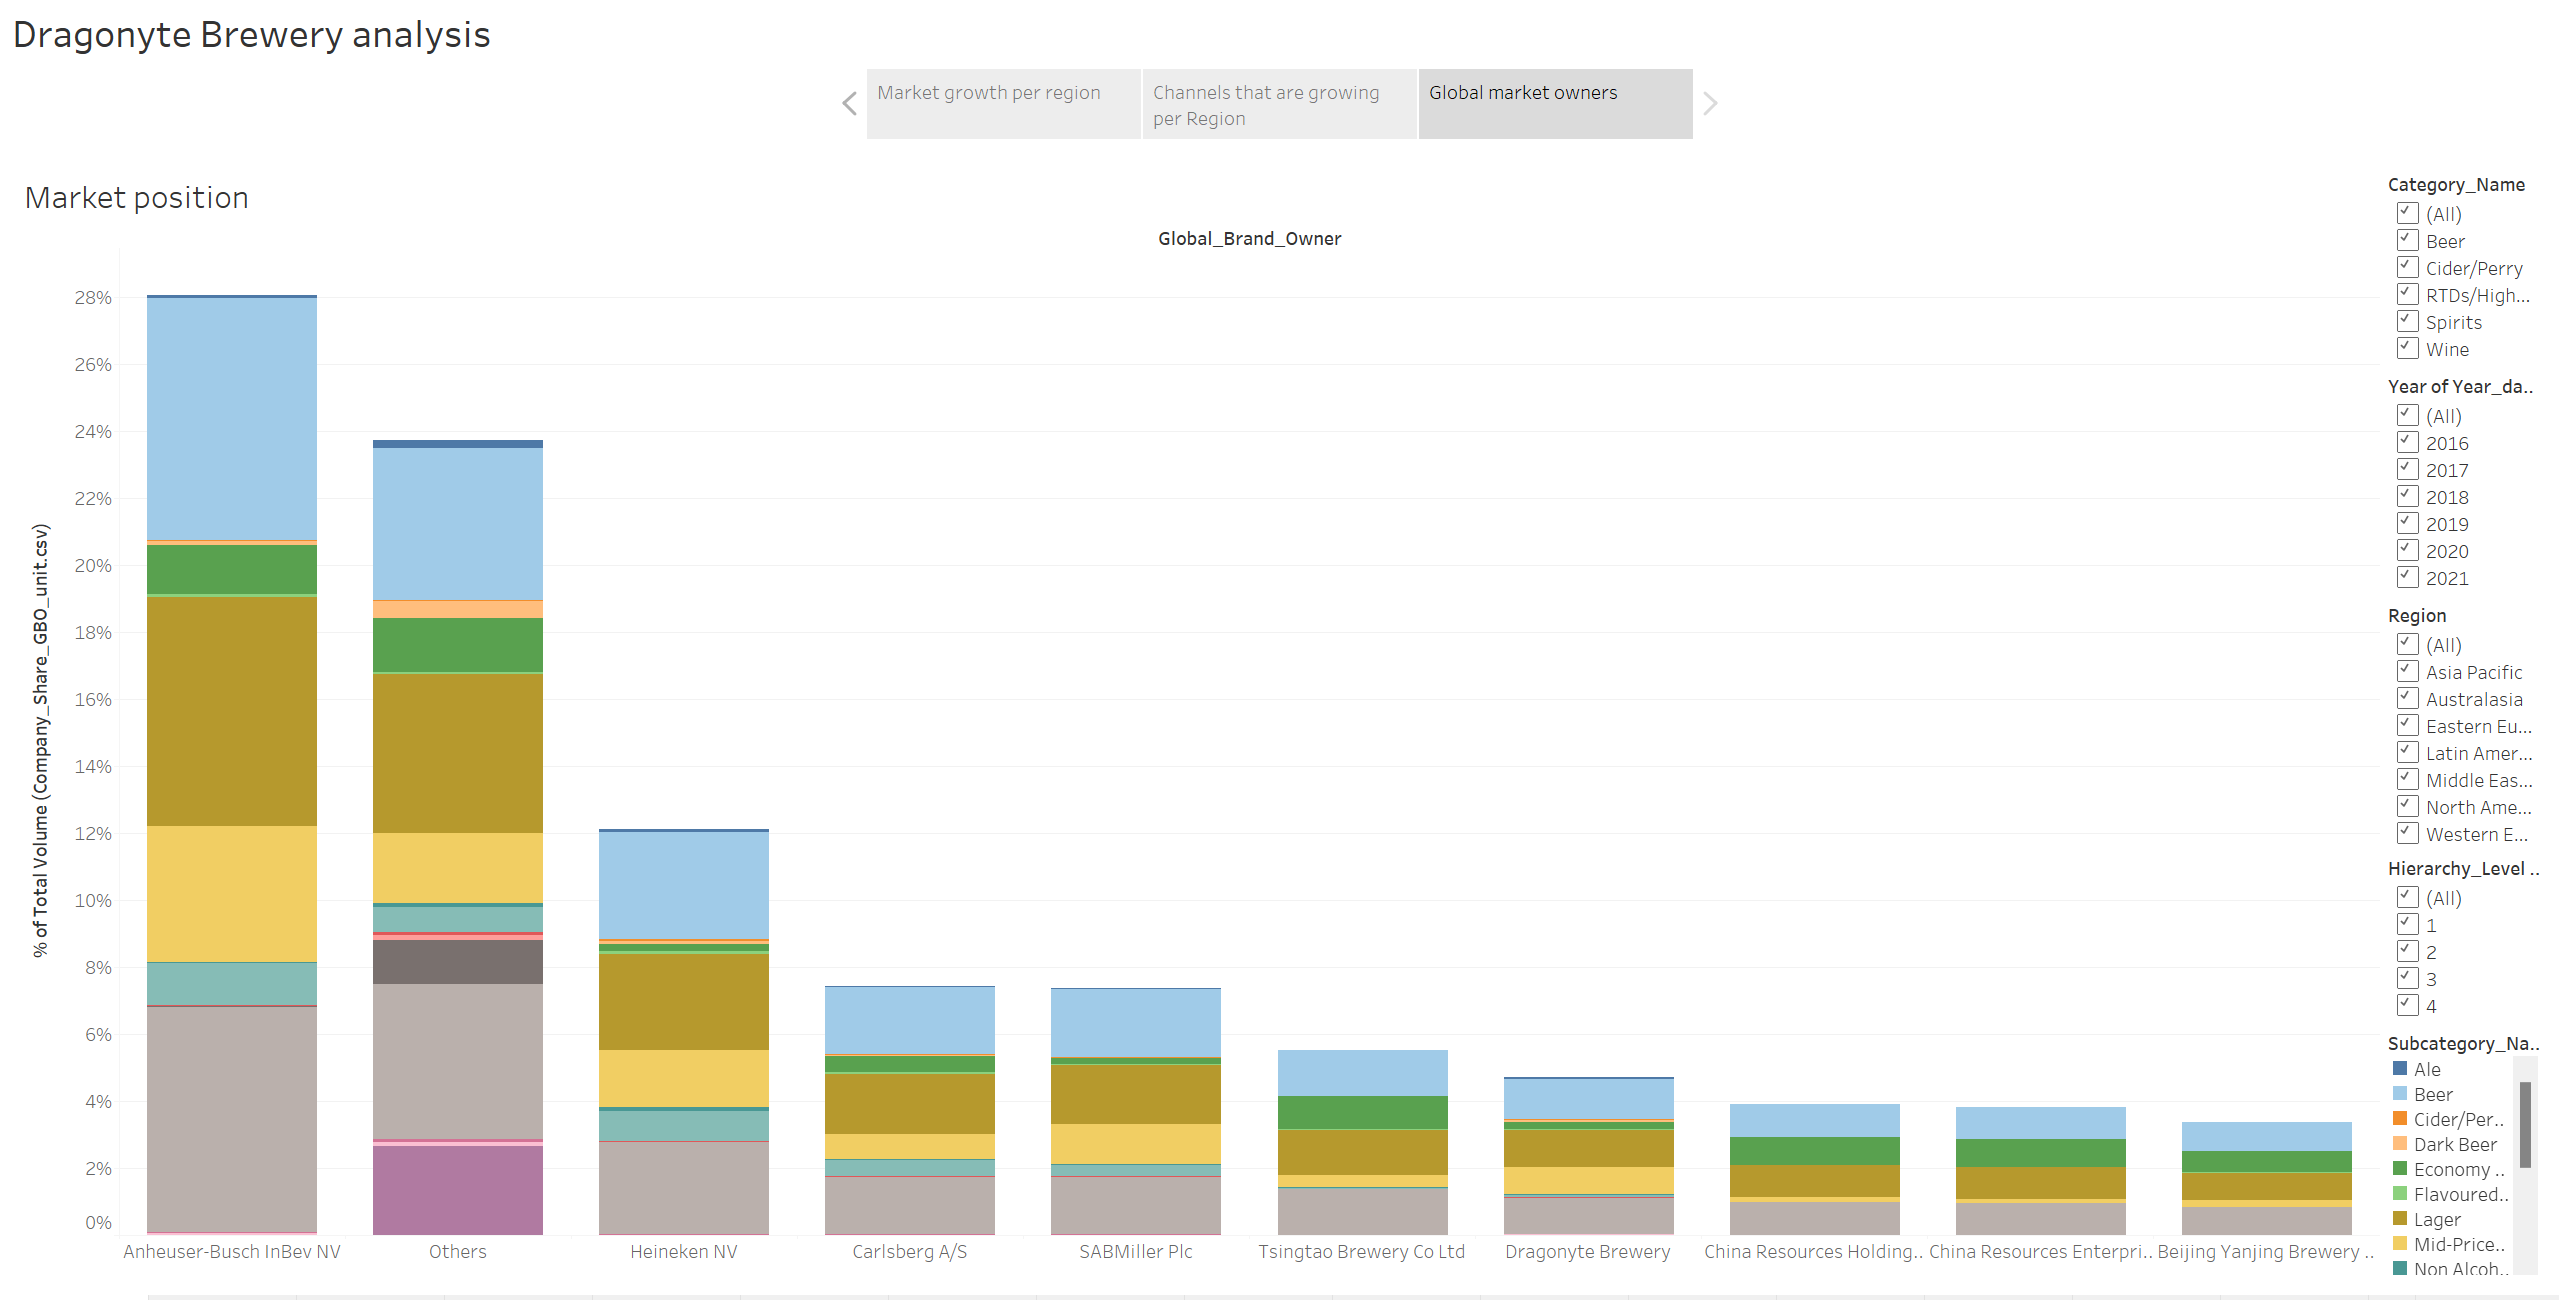 Dragonyte Brewery analysis
Market growth per region
Channels that are growing
per Region
Global market owners
Market position
Global_Brand_Owner
% of Total Volume (Company_Share_GBO_unit.csv)
28%
26%
24%
22%
20%
18%
16%
14%
12%
10%
8%
6%
4%
2%
0%
Anheuser-Busch InBev NV
Others
Heineken NV
Carlsberg A/S
SABMiller Plc
Tsingtao Brewery Co Ltd
Dragonyte Brewery
China Resources Holding..
China Resources Enterpri..
Beijing Yanjing Brewery ..
Category_Name
(All)
Beer
Cider/Perry
RTDs/High...
Spirits
Wine
Year of Year_da..
(All)
2016
2017
2018
2019
2020
2021
Region
(All)
Asia Pacific
Australasia
Eastern Eu...
Latin Amer...
Middle Eas...
North Ame...
Western E...
Hierarchy_Level ..
(All)
1
2
3
4
Subcategory_Na..
Ale
Beer
Cider/Per..
Dark Beer
Economy ..
Flavoured..
Lager
Mid-Price..
Non Alcoh..